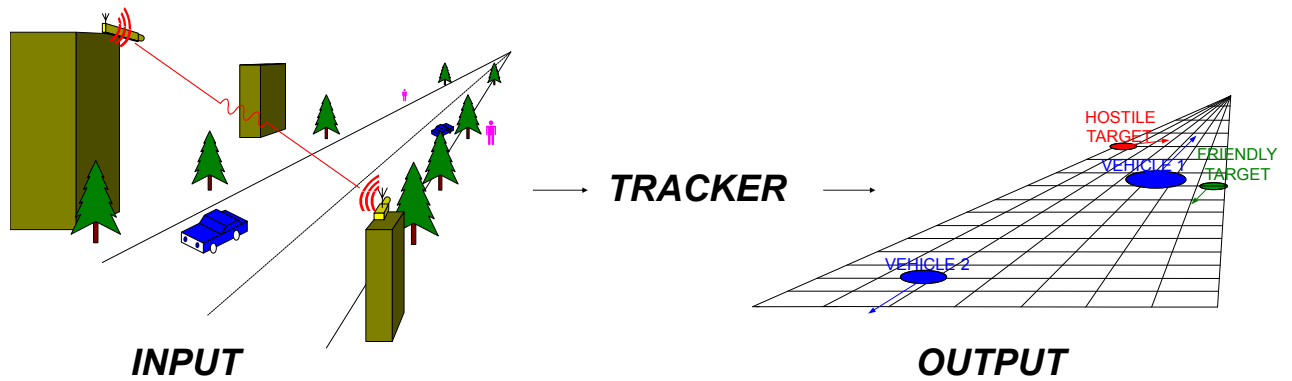 HOSTILE
TARGET
VEHICLE 1
FRIENDLY
TARGET
TRACKER
VEHICLE 2
INPUT
OUTPUT